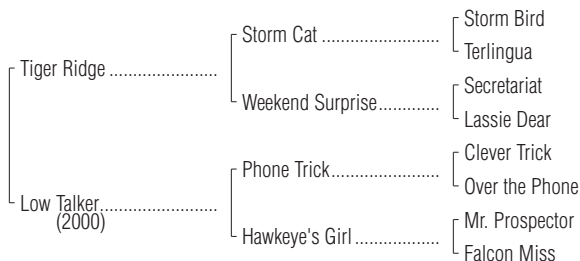 Storm Bird
Storm Cat ........................
Terlingua
Tiger Ridge ......................
Secretariat
Weekend Surprise.............
Lassie Dear
Clever Trick
Phone Trick......................
Over the Phone
Low Talker........................
(2000)
Mr. Prospector
Hawkeye's Girl .................
Falcon Miss